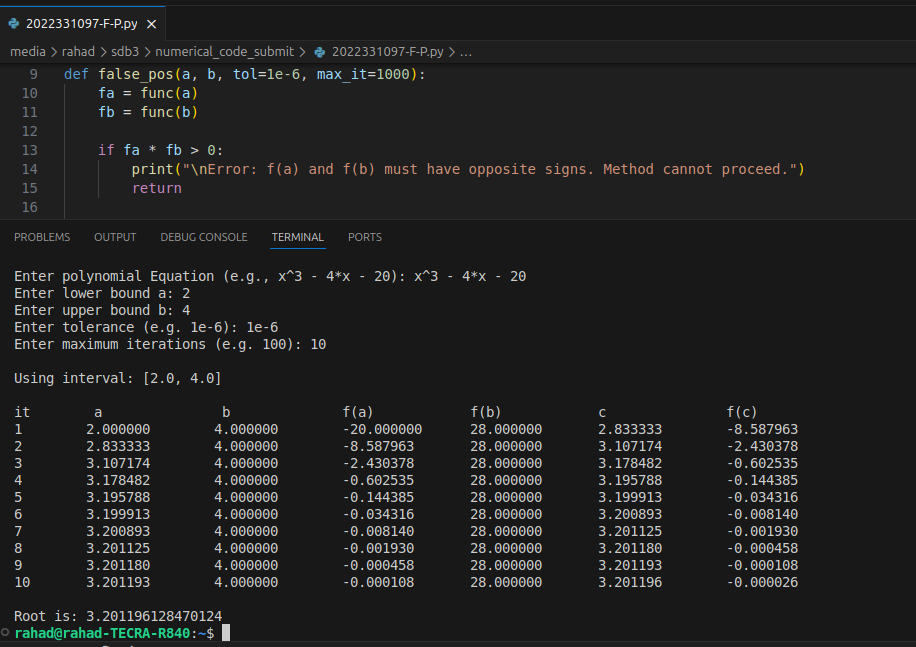 2022331097-F-P.py ×
media > rahad > sdb3 > numerical_code_submit > 2022331097-F-P.py > ...
9 def false_pos(a, b, tol=1e-6, max_it=1000):
10 fa = func(a)
11 fb = func(b)
12
13 if fa * fb > 0:
14 print("\nError: f(a) and f(b) must have opposite signs. Method cannot proceed.")
15 return
16
PROBLEMS OUTPUT DEBUG CONSOLE TERMINAL PORTS
Enter polynomial Equation (e.g., x^3 - 4*x - 20): x^3 - 4*x - 20
Enter lower bound a: 2
Enter upper bound b: 4
Enter tolerance (e.g. 1e-6): 1e-6
Enter maximum iterations (e.g. 100): 10
Using interval: [2.0, 4.0]
it a b f(a) f(b) c f(c)
1 2.000000 4.000000 -20.000000 28.000000 2.833333 -8.587963
2 2.833333 4.000000 -8.587963 28.000000 3.107174 -2.430378
3 3.107174 4.000000 -2.430378 28.000000 3.178482 -0.602535
4 3.178482 4.000000 -0.602535 28.000000 3.195788 -0.144385
5 3.195788 4.000000 -0.144385 28.000000 3.199913 -0.034316
6 3.199913 4.000000 -0.034316 28.000000 3.200893 -0.008140
7 3.200893 4.000000 -0.008140 28.000000 3.201125 -0.001930
8 3.201125 4.000000 -0.001930 28.000000 3.201180 -0.000458
9 3.201180 4.000000 -0.000458 28.000000 3.201193 -0.000108
10 3.201193 4.000000 -0.000108 28.000000 3.201196 -0.000026
Root is: 3.201196128470124
rahad@rahad-TECRA-R840:~$